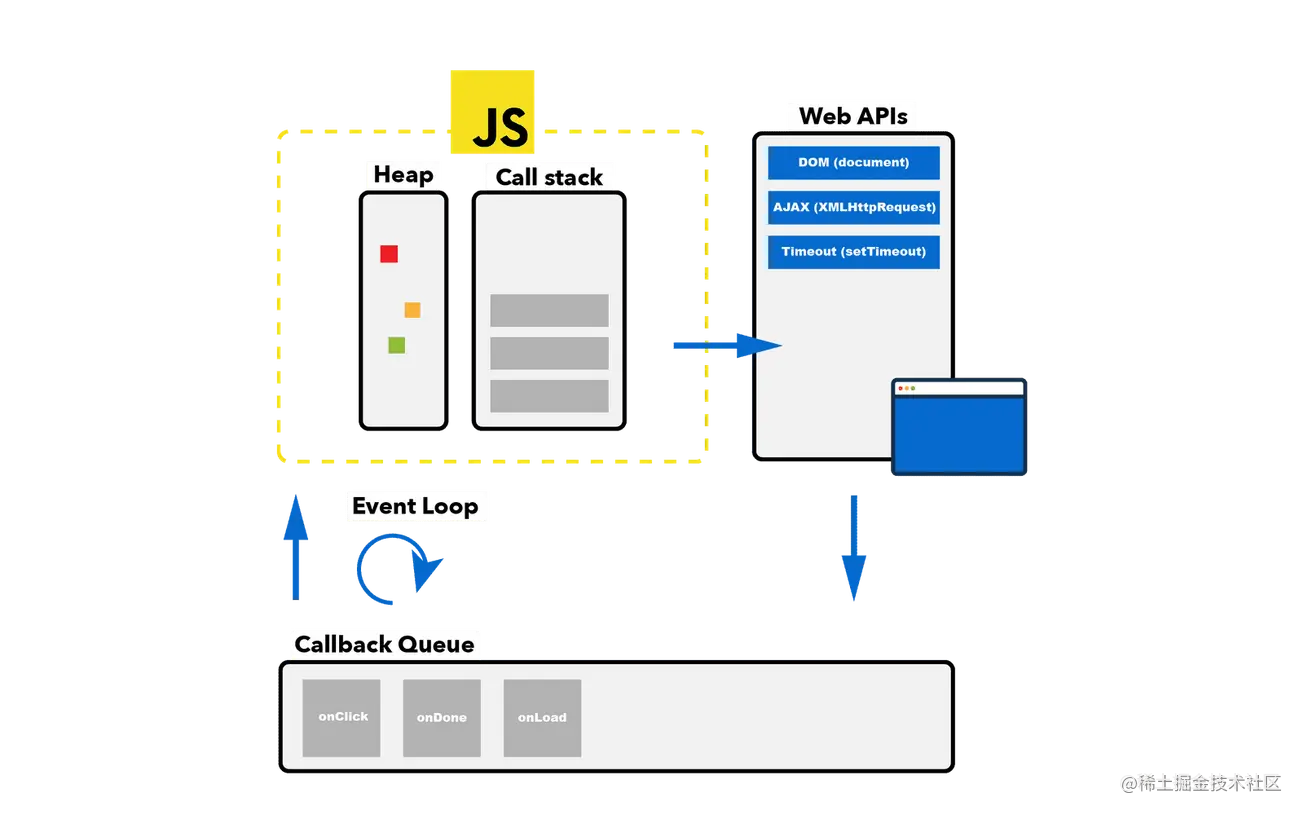 JS
Web APIs
Heap
Call stack
DOM (document)
AJAX (XMLHttpRequest)
Timeout (setTimeout)
Event Loop
Callback Queue
onClick
onDone
onLoad
@稀土掘金技术社区